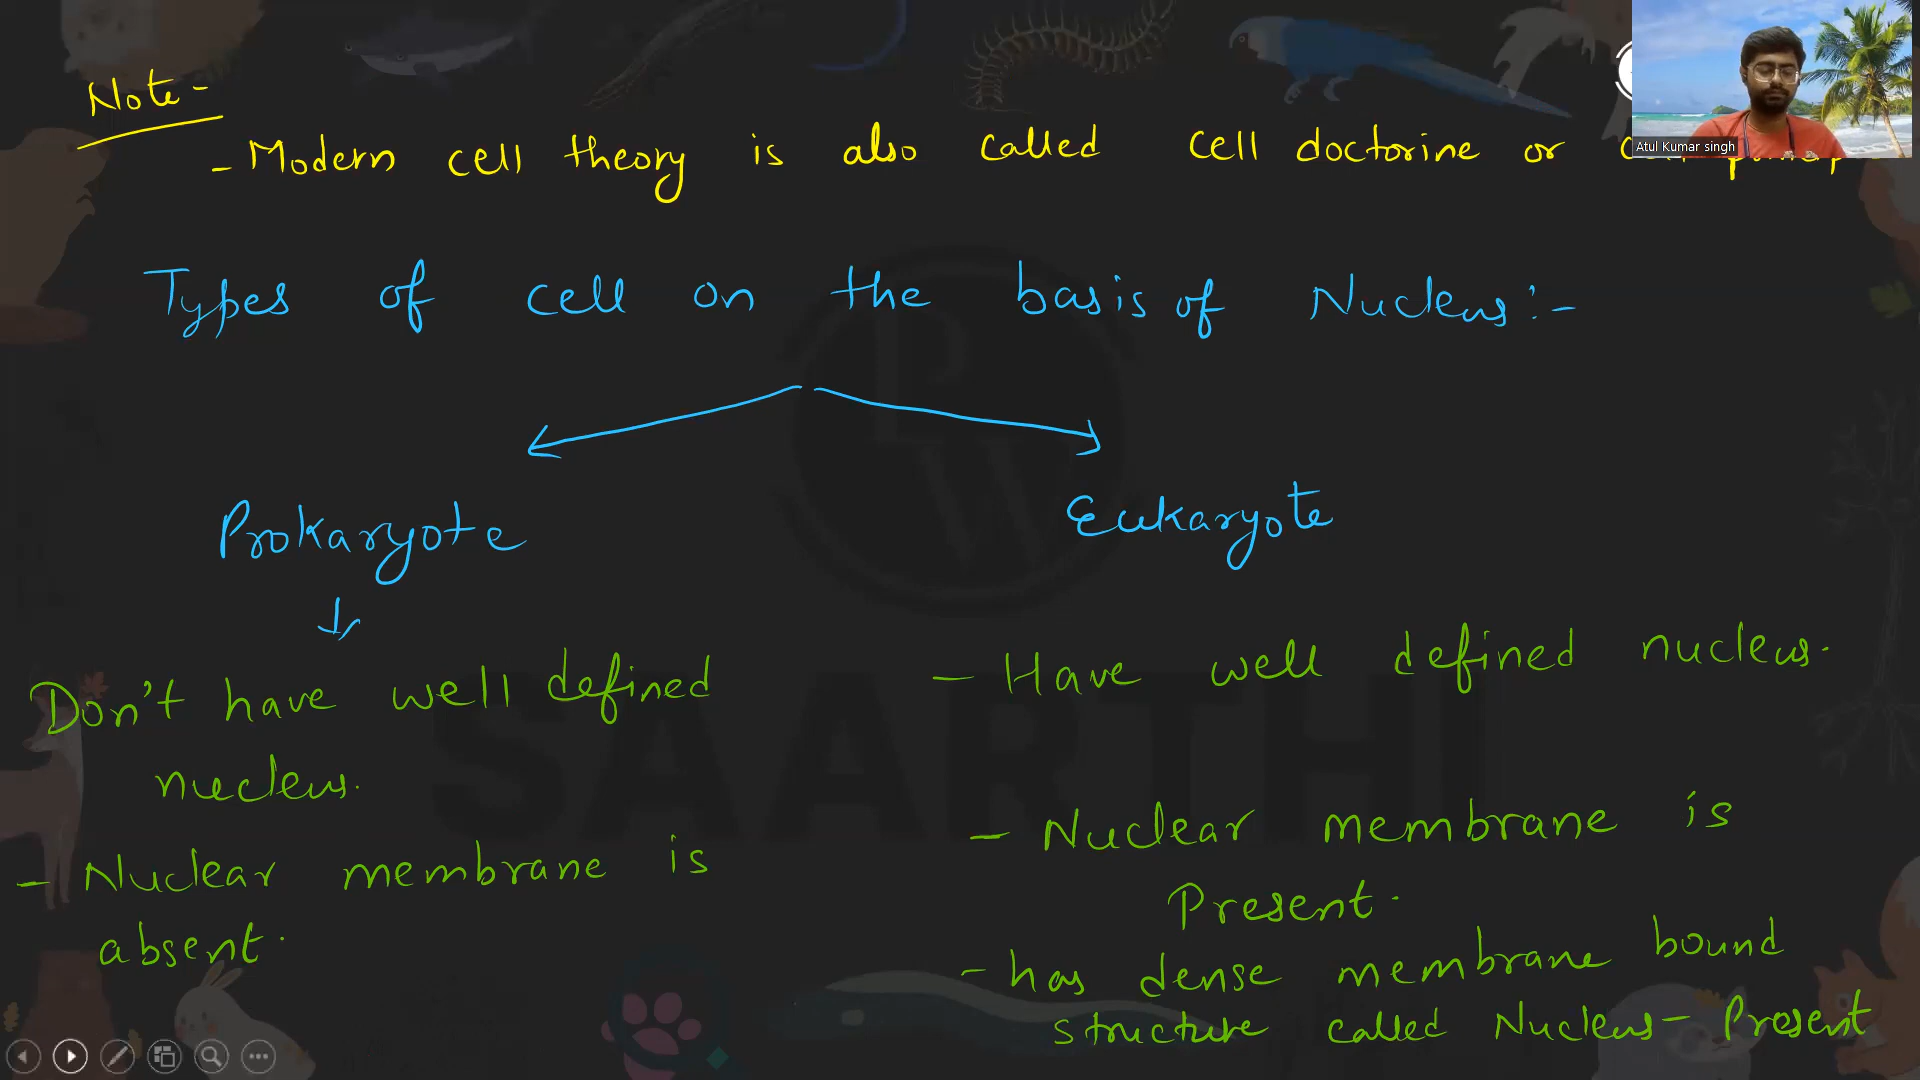 Atul Kumar singh
Note -
- Modern cell theory is also called cell doctorine or
Types of cell on the basis of Nucleus :-
Prokaryote
Eukaryote
Don't have well defined
nucleus.
- Nuclear membrane is
absent.
- Have well defined nucleus.
- Nuclear membrane is
Present.
- has dense membrane bound
structure called Nucleus - Present
PW
SAARTHI